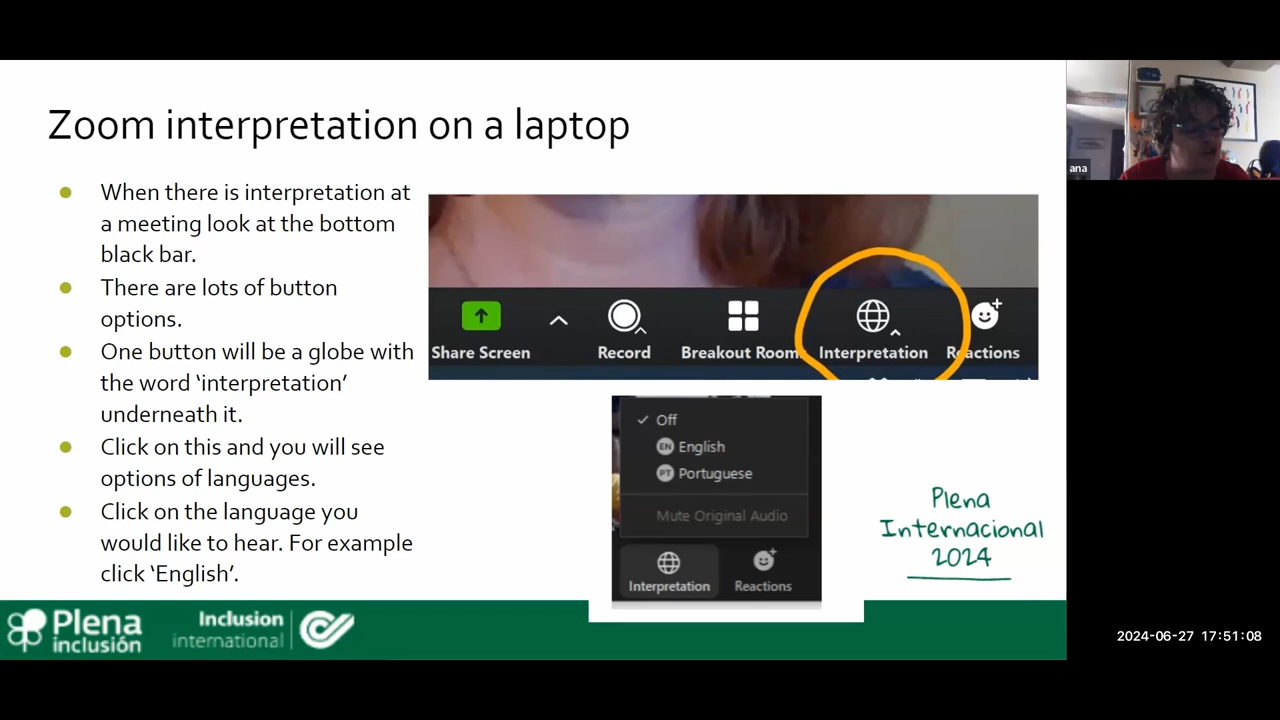 Zoom interpretation on a laptop
When there is interpretation at
a meeting look at the bottom
black bar.
There are lots of button
options.
One button will be a globe with
the word ‘interpretation’
underneath it.
Click on this and you will see
options of languages.
Click on the language you
would like to hear. For example
click ‘English’.
Share Screen
Record
Breakout Room
Interpretation
Reactions
Off
EN English
PT Portuguese
Mute Original Audio
Interpretation
Reactions
Plena
Internacional
2024
Plena
inclusión
Inclusion
international
ana
2024-06-27 17:51:08